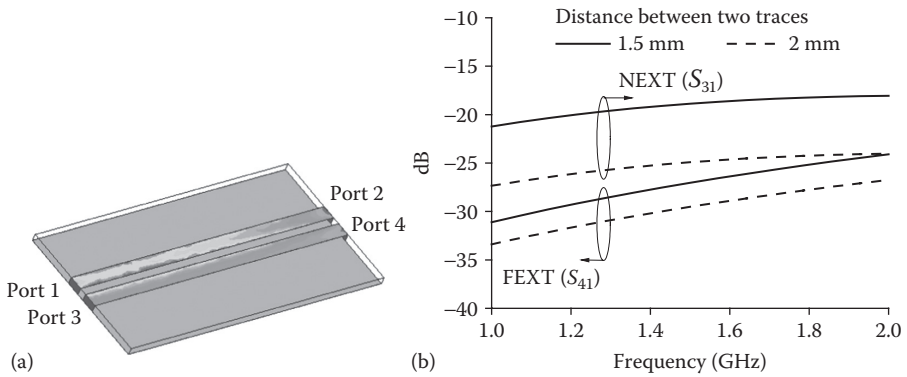 Port 2
Port 4
Port 1
Port 3
(a)
−10
−15
−20
−25
−30
−35
−40
dB
Distance between two traces
1.5 mm
2 mm
NEXT (S31)
FEXT (S41)
1.0
1.2
1.4
1.6
1.8
2.0
Frequency (GHz)
(b)